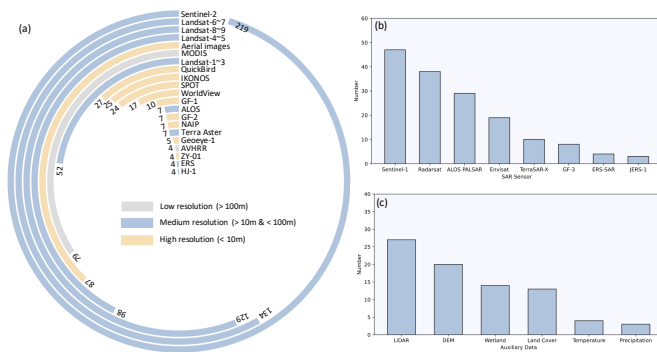 (a)
Sentinel-2
Landsat-6~7
Landsat-8~9
Landsat-4~5
Aerial images
MODIS
Landsat-1~3
QuickBird
IKONOS
SPOT
WorldView
GF-1
ALOS
GF-2
NAIP
Terra Aster
Geoeye-1
AVHRR
ZY-01
ERS
HJ-1
219
134
129
98
87
79
52
27
25
24
17
10
7
7
7
7
5
4
4
4
4
Low resolution (> 100m)
Medium resolution (> 10m & < 100m)
High resolution (< 10m)
(b)
Number
60
50
40
30
20
10
0
Sentinel-1 Radarsat ALOS PALSAR Envisat TerraSAR-X GF-3 ERS-SAR JERS-1
SAR Sensor
(c)
Number
40
35
30
25
20
15
10
5
0
LiDAR DEM Wetland Land Cover Temperature Precipitation
Auxiliary Data